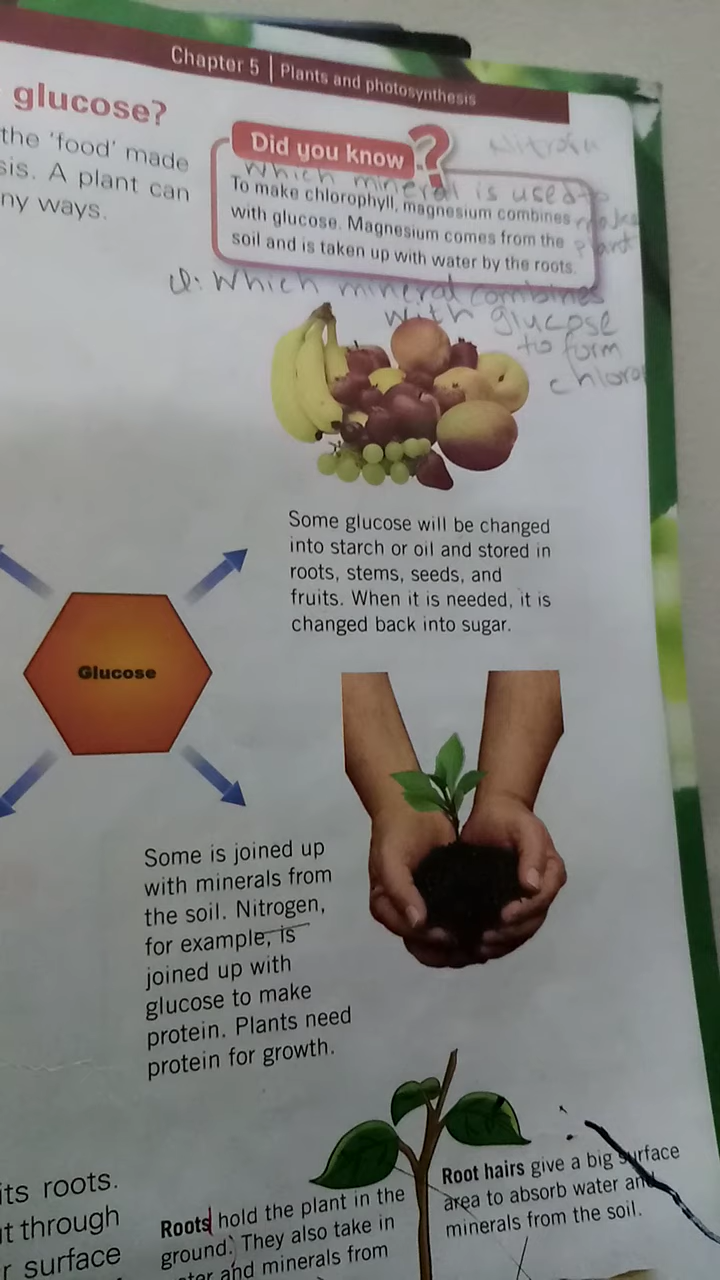 Chapter 5 | Plants and photosynthesis
glucose?
the 'food' made
sis. A plant can
ny ways.
Did you know ?
Which mineral is used to
make
plant
To make chlorophyll, magnesium combines
with glucose. Magnesium comes from the
soil and is taken up with water by the roots.
Q: Which mineral combines
with glucose
to form
chloro
Some glucose will be changed
into starch or oil and stored in
roots, stems, seeds, and
fruits. When it is needed, it is
changed back into sugar.
Glucose
Some is joined up
with minerals from
the soil. Nitrogen,
for example, is
joined up with
glucose to make
protein. Plants need
protein for growth.
its roots.
t through
r surface
Roots hold the plant in the
ground. They also take in
and minerals from
Root hairs give a big surface
area to absorb water and
minerals from the soil.